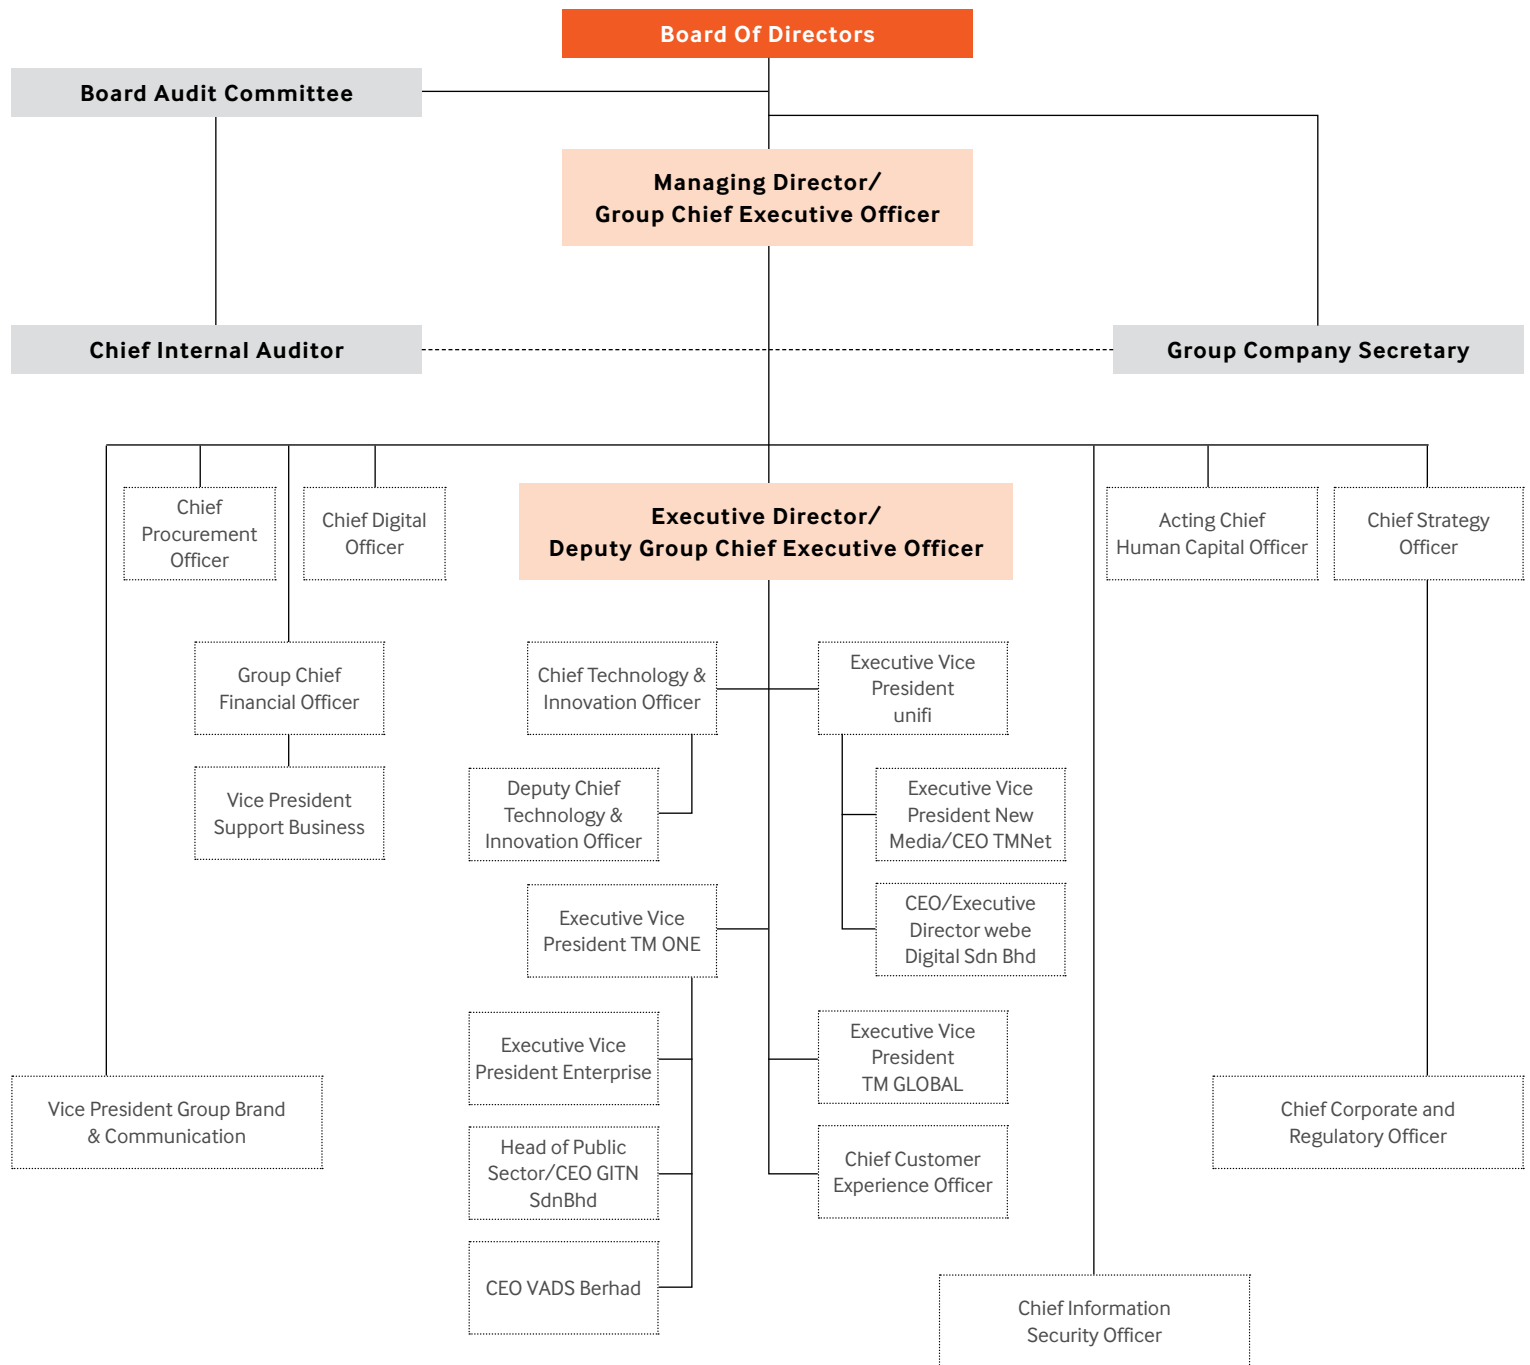 Board Of Directors
Board Audit Committee
Managing Director/
Group Chief Executive Officer
Chief Internal Auditor
Group Company Secretary
Chief
Procurement
Officer
Chief Digital
Officer
Executive Director/
Deputy Group Chief Executive Officer
Acting Chief
Human Capital Officer
Chief Strategy
Officer
Group Chief
Financial Officer
Chief Technology &
Innovation Officer
Executive Vice
President
unifi
Vice President
Support Business
Deputy Chief
Technology &
Innovation Officer
Executive Vice
President New
Media/CEO TMNet
Executive Vice
President TM ONE
CEO/Executive
Director webe
Digital Sdn Bhd
Executive Vice
President Enterprise
Executive Vice
President
TM GLOBAL
Vice President Group Brand
& Communication
Chief Corporate and
Regulatory Officer
Head of Public
Sector/CEO GITN
SdnBhd
Chief Customer
Experience Officer
CEO VADS Berhad
Chief Information
Security Officer